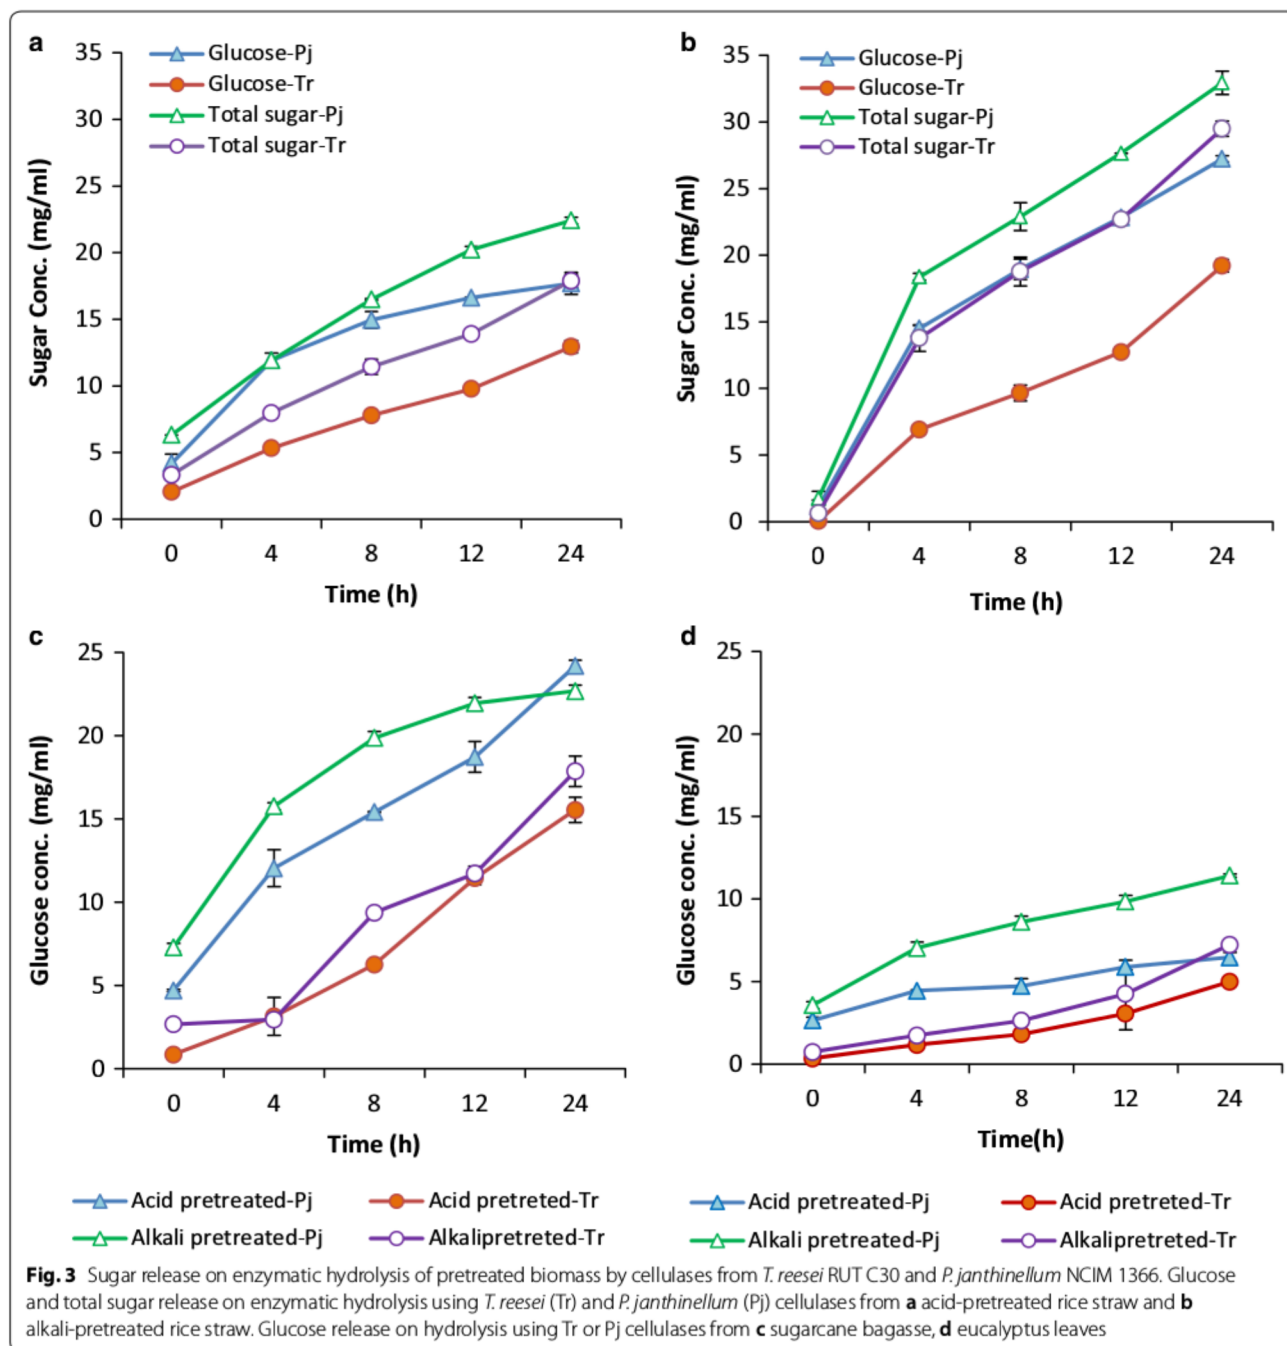 a
35
30
25
20
15
10
5
0
Sugar Conc. (mg/ml)
Glucose-Pj
Glucose-Tr
Total sugar-Pj
Total sugar-Tr
0 4 8 12 24
Time (h)
b
35
30
25
20
15
10
5
0
Sugar Conc. (mg/ml)
Glucose-Pj
Glucose-Tr
Total sugar-Pj
Total sugar-Tr
0 4 8 12 24
Time (h)
c
25
20
15
10
5
0
Glucose conc. (mg/ml)
0 4 8 12 24
Time (h)
Acid pretreated-Pj Acid pretreted-Tr
Alkali pretreated-Pj Alkalipretreted-Tr
d
25
20
15
10
5
0
Glucose conc. (mg/ml)
0 4 8 12 24
Time(h)
Acid pretreated-Pj Acid pretreted-Tr
Alkali pretreated-Pj Alkalipretreted-Tr
Fig. 3 Sugar release on enzymatic hydrolysis of pretreated biomass by cellulases from T. reesei RUT C30 and P. janthinellum NCIM 1366. Glucose
and total sugar release on enzymatic hydrolysis using T. reesei (Tr) and P. janthinellum (Pj) cellulases from a acid-pretreated rice straw and b
alkali-pretreated rice straw. Glucose release on hydrolysis using Tr or Pj cellulases from c sugarcane bagasse, d eucalyptus leaves